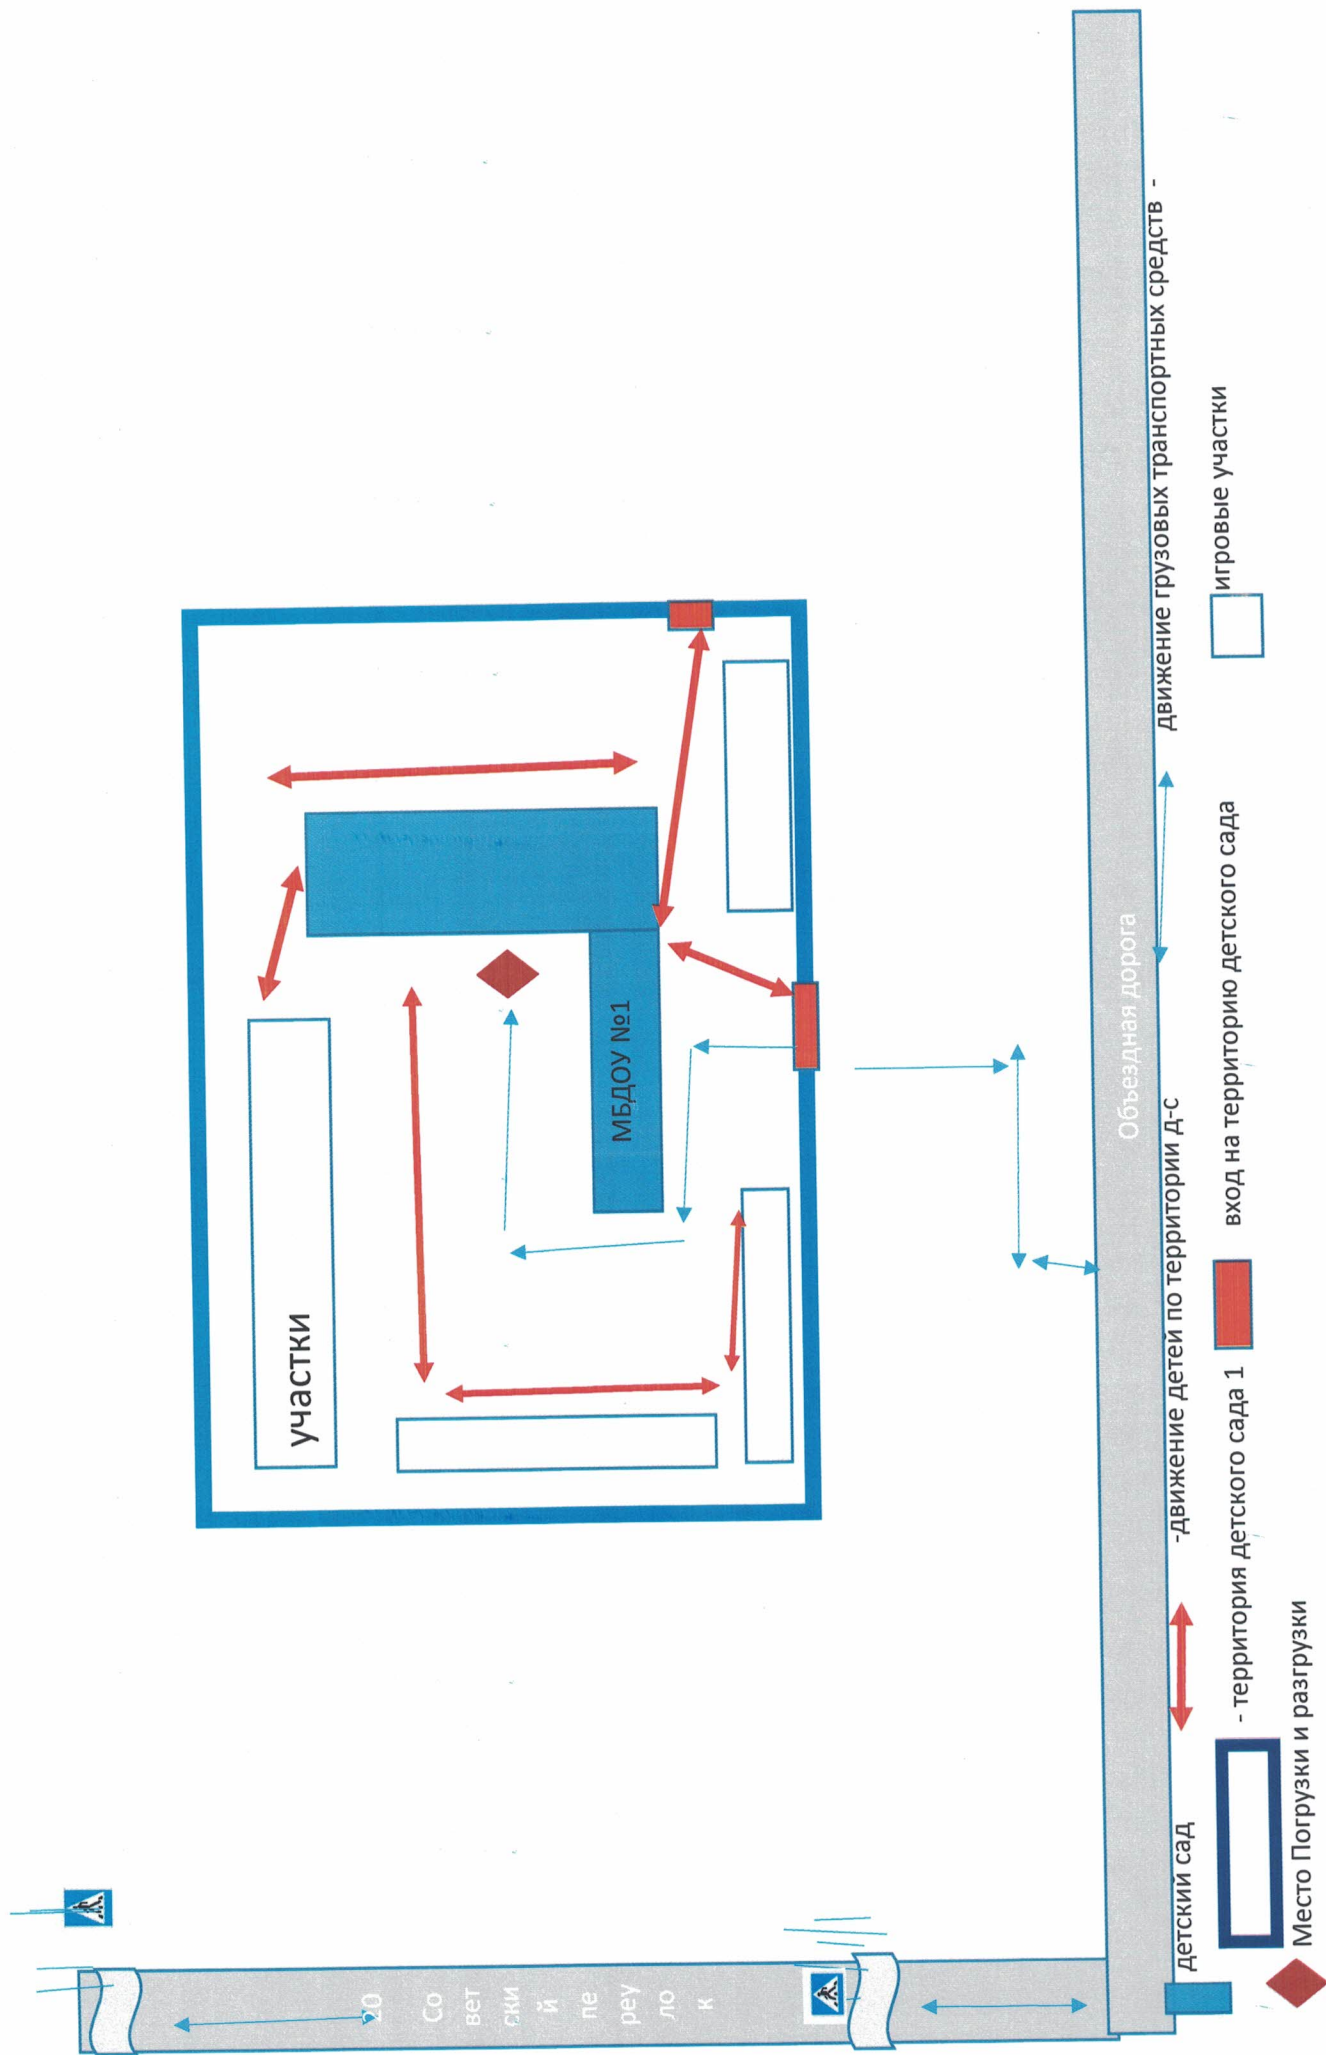 участки
МБДОУ №1
20
Со
вет
ски
й
пе
реу
ло
к
Объездная дорога
детский сад
-движение детей по территории д-с
движение грузовых транспортных средств -
- территория детского сада 1
вход на территорию детского сада
игровые участки
Место Погрузки и разгрузки